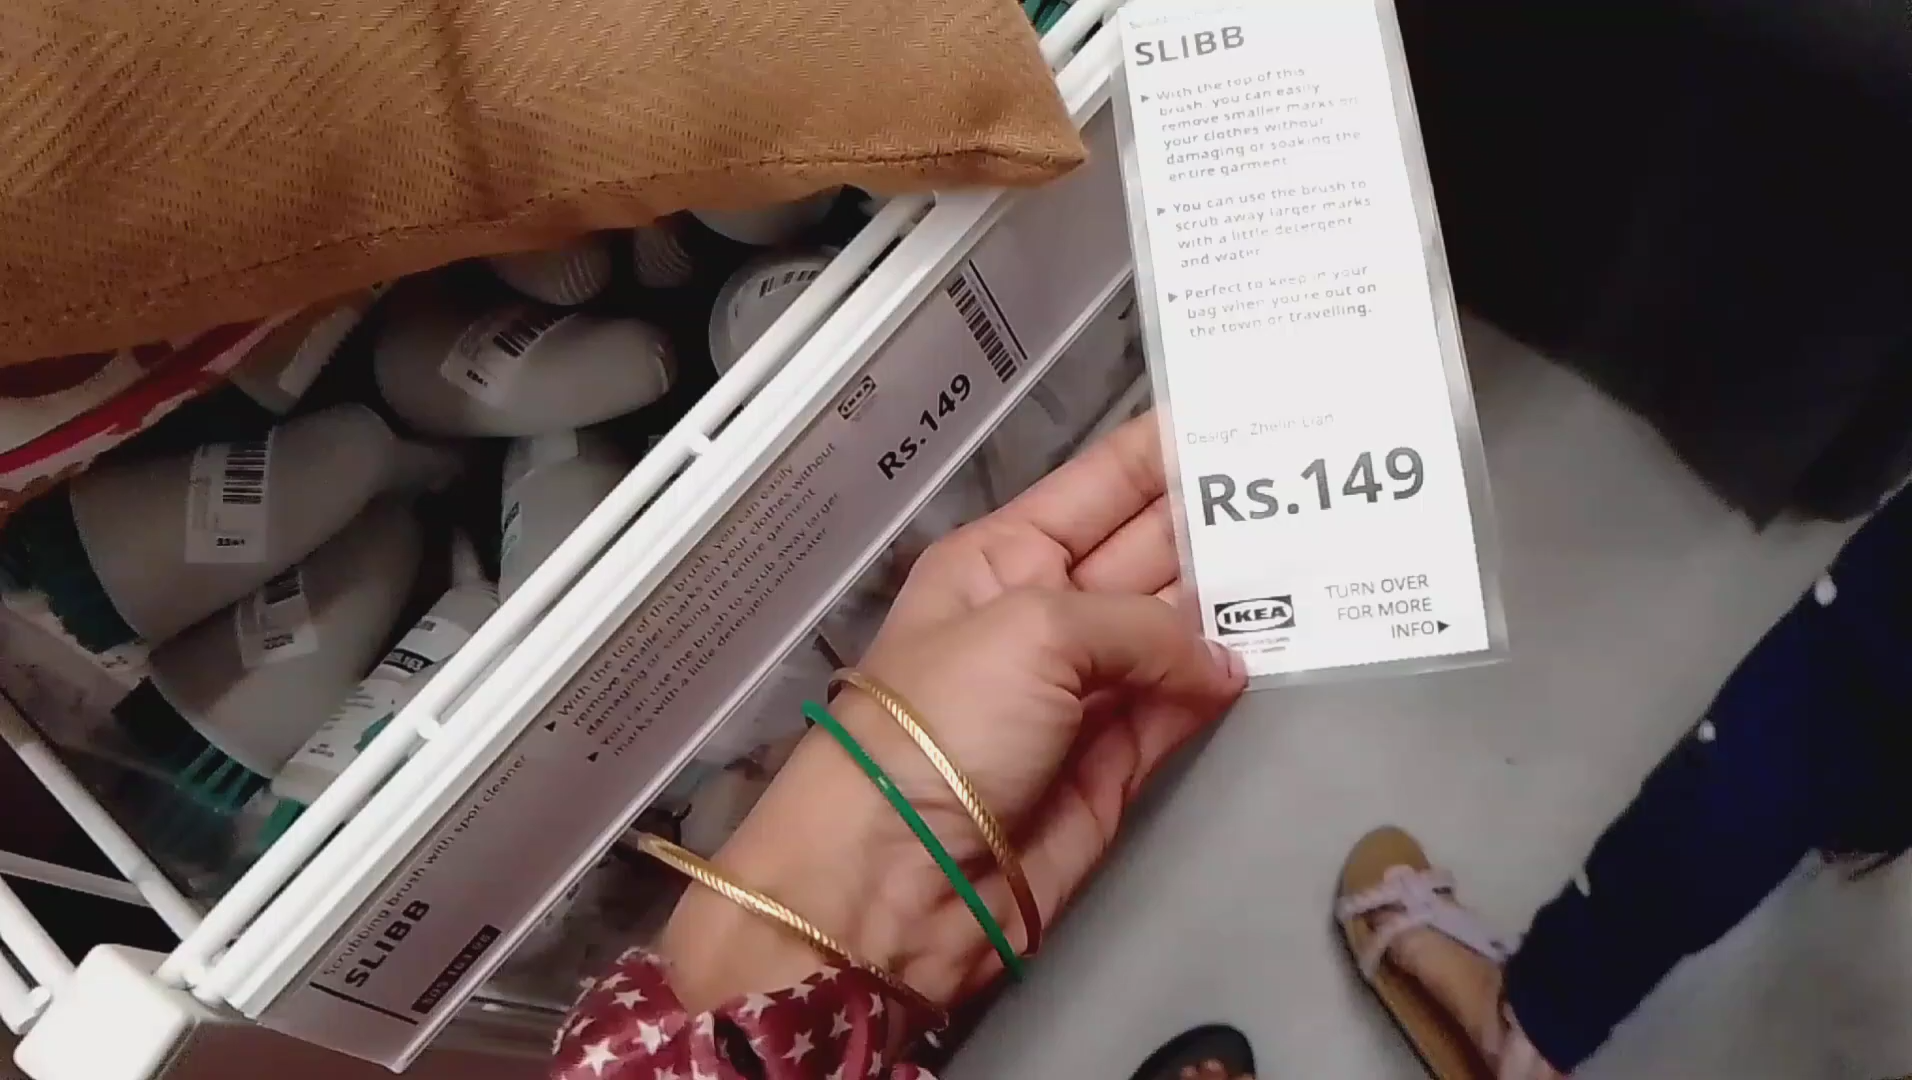 SLIBB
▶ With the top of this
brush, you can easily
remove smaller marks on
your clothes without
damaging or soaking the
entire garment
▶ You can use the brush to
scrub away larger marks
with a little detergent
and water
▶ Perfect to keep in your
bag when you're out on
the town or travelling.
Design Zhelin Lian
Rs.149
IKEA
TURN OVER
FOR MORE
INFO▶
Scrubbing brush with spot cleaner
SLIBB
▶ With the top of this brush, you can easily
remove smaller marks on your clothes without
damaging or soaking the entire garment
▶ You can use the brush to scrub away larger
marks with a little detergent and water
IKEA
Rs.149